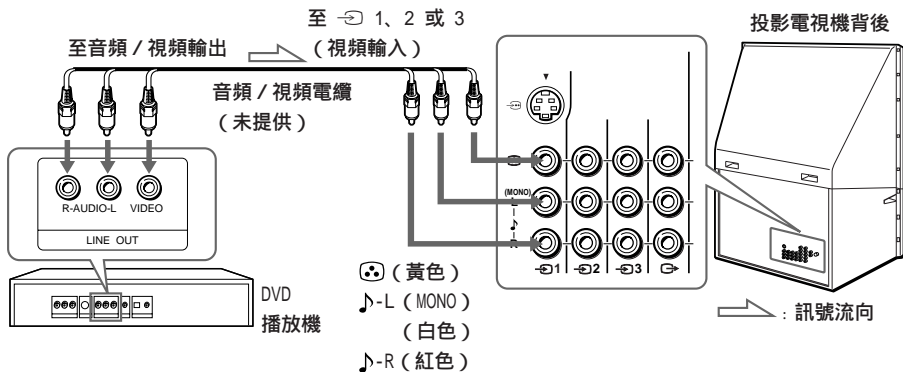 至 1、2 或 3
（視頻輸入）
至音頻 / 視頻輸出
音頻 / 視頻電纜
（未提供）
投影電視機背後
R-AUDIO-L VIDEO
LINE OUT
DVD
播放機
(MONO)
L
R
1 2 3
（黃色）
♪-L（MONO）
（白色）
♪-R（紅色）
: 訊號流向